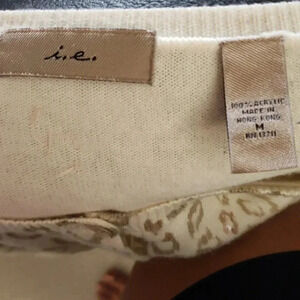 i.e.
100% ACRYLIC
MADE IN
HONG KONG
M